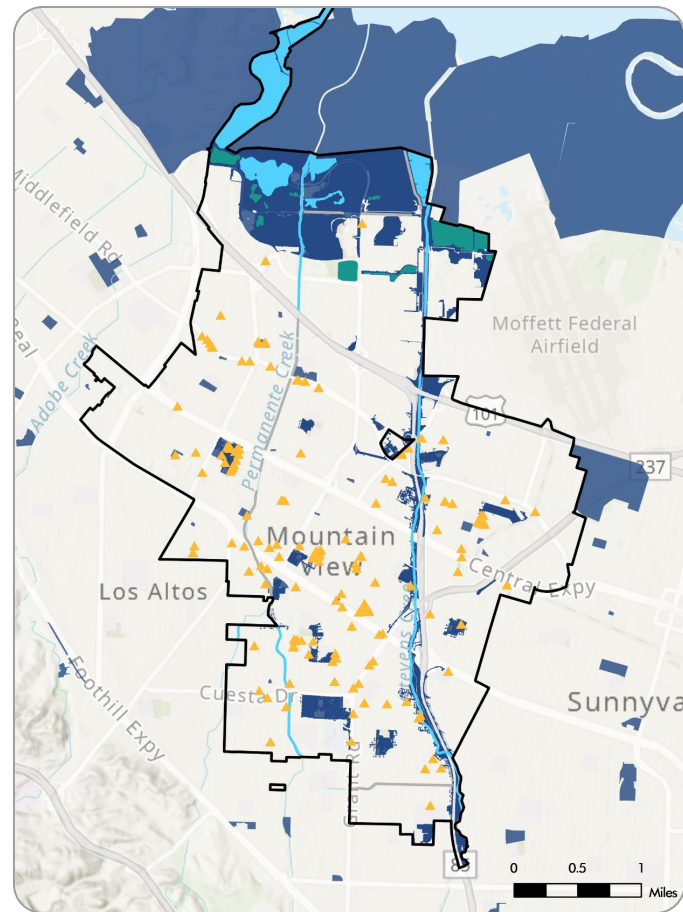 Middlefield Rd
Real
Adobe Creek
Permanente Creek
Moffett Federal
Airfield
101
237
Mountain
View
Los Altos
Central Expy
Stevens Creek
Foothill Expy
Cuesta Dr
Sunnyva
Grant Rd
85
0 0.5 1
Miles